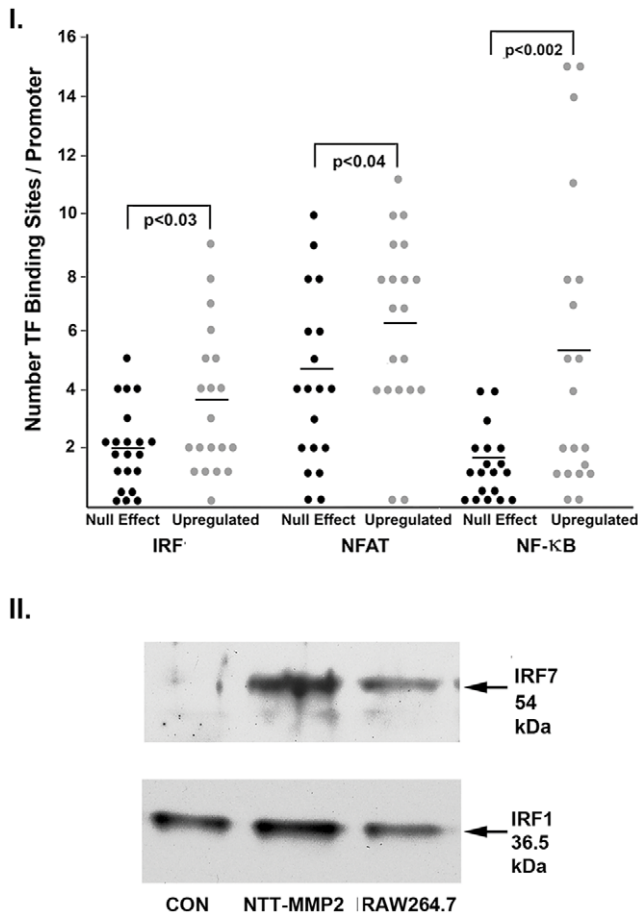 I.
Number TF Binding Sites / Promoter
16
14
12
10
8
6
4
2
p<0.03
p<0.04
p<0.002
Null Effect Upregulated Null Effect Upregulated Null Effect Upregulated
IRF NFAT NF-κB
II.
IRF7
54
kDa
IRF1
36.5
kDa
CON NTT-MMP2 RAW264.7